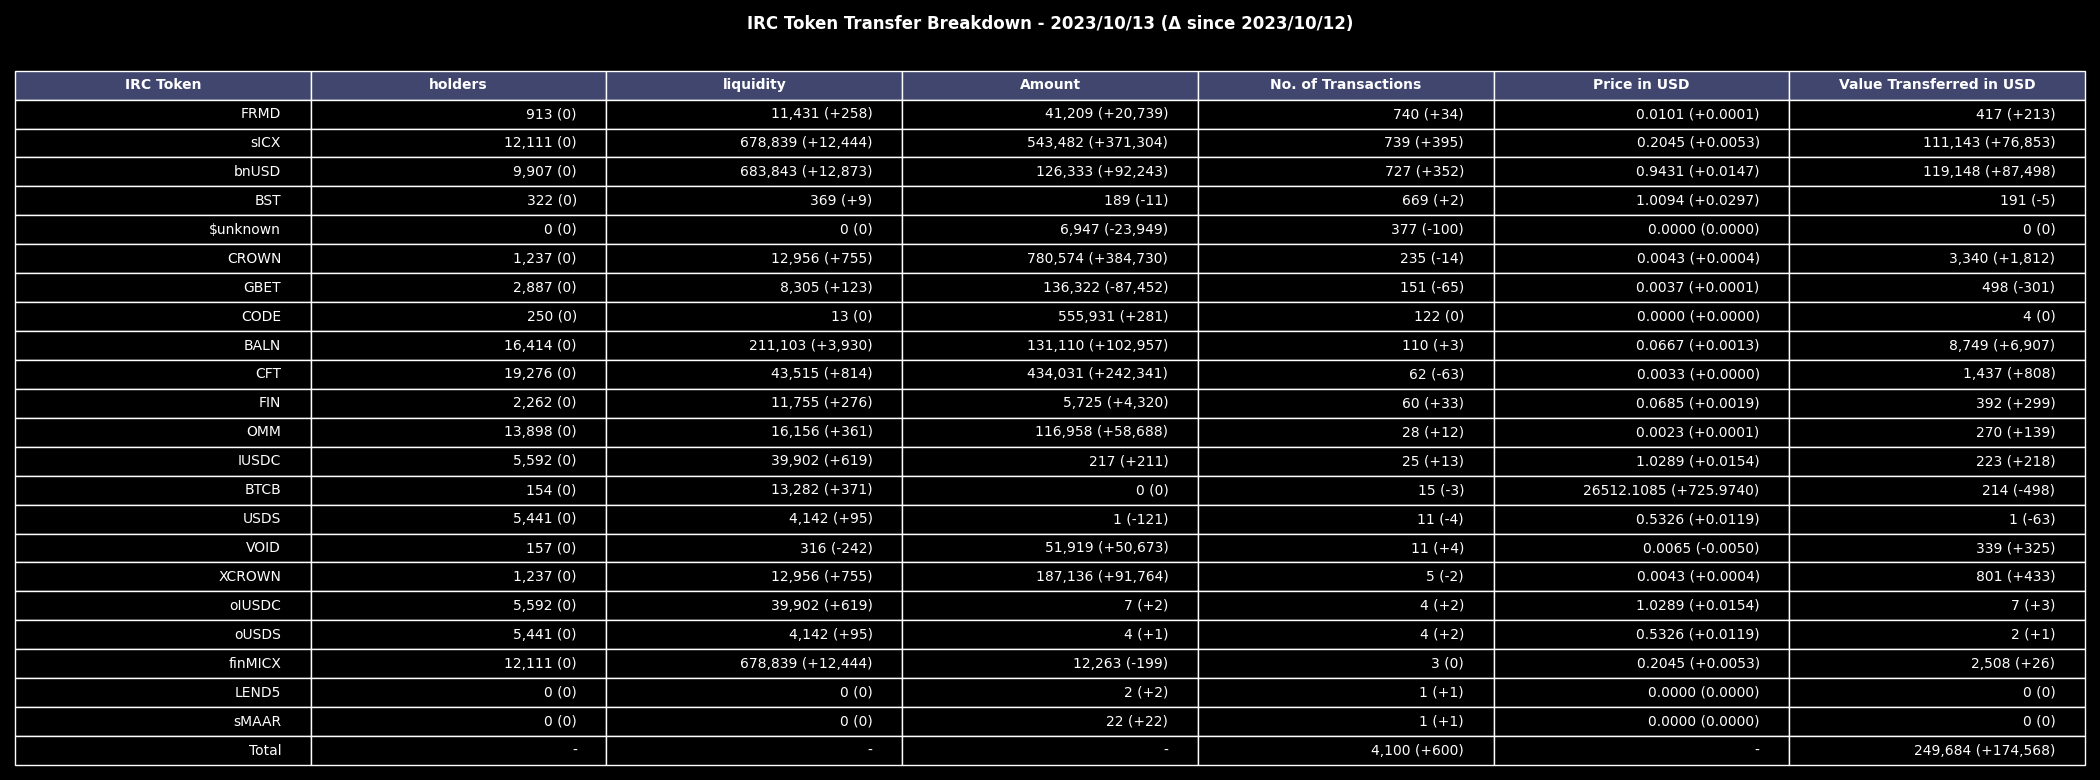 IRC Token Transfer Breakdown - 2023/10/13 (Δ since 2023/10/12)
IRC Token holders liquidity Amount No. of Transactions Price in USD Value Transferred in USD
FRMD 913 (0) 11,431 (+258) 41,209 (+20,739) 740 (+34) 0.0101 (+0.0001) 417 (+213)
sICX 12,111 (0) 678,839 (+12,444) 543,482 (+371,304) 739 (+395) 0.2045 (+0.0053) 111,143 (+76,853)
bnUSD 9,907 (0) 683,843 (+12,873) 126,333 (+92,243) 727 (+352) 0.9431 (+0.0147) 119,148 (+87,498)
BST 322 (0) 369 (+9) 189 (-11) 669 (+2) 1.0094 (+0.0297) 191 (-5)
$unknown 0 (0) 0 (0) 6,947 (-23,949) 377 (-100) 0.0000 (0.0000) 0 (0)
CROWN 1,237 (0) 12,956 (+755) 780,574 (+384,730) 235 (-14) 0.0043 (+0.0004) 3,340 (+1,812)
GBET 2,887 (0) 8,305 (+123) 136,322 (-87,452) 151 (-65) 0.0037 (+0.0001) 498 (-301)
CODE 250 (0) 13 (0) 555,931 (+281) 122 (0) 0.0000 (+0.0000) 4 (0)
BALN 16,414 (0) 211,103 (+3,930) 131,110 (+102,957) 110 (+3) 0.0667 (+0.0013) 8,749 (+6,907)
CFT 19,276 (0) 43,515 (+814) 434,031 (+242,341) 62 (-63) 0.0033 (+0.0000) 1,437 (+808)
FIN 2,262 (0) 11,755 (+276) 5,725 (+4,320) 60 (+33) 0.0685 (+0.0019) 392 (+299)
OMM 13,898 (0) 16,156 (+361) 116,958 (+58,688) 28 (+12) 0.0023 (+0.0001) 270 (+139)
IUSDC 5,592 (0) 39,902 (+619) 217 (+211) 25 (+13) 1.0289 (+0.0154) 223 (+218)
BTCB 154 (0) 13,282 (+371) 0 (0) 15 (-3) 26512.1085 (+725.9740) 214 (-498)
USDS 5,441 (0) 4,142 (+95) 1 (-121) 11 (-4) 0.5326 (+0.0119) 1 (-63)
VOID 157 (0) 316 (-242) 51,919 (+50,673) 11 (+4) 0.0065 (-0.0050) 339 (+325)
XCROWN 1,237 (0) 12,956 (+755) 187,136 (+91,764) 5 (-2) 0.0043 (+0.0004) 801 (+433)
oIUSDC 5,592 (0) 39,902 (+619) 7 (+2) 4 (+2) 1.0289 (+0.0154) 7 (+3)
oUSDS 5,441 (0) 4,142 (+95) 4 (+1) 4 (+2) 0.5326 (+0.0119) 2 (+1)
finMICX 12,111 (0) 678,839 (+12,444) 12,263 (-199) 3 (0) 0.2045 (+0.0053) 2,508 (+26)
LEND5 0 (0) 0 (0) 2 (+2) 1 (+1) 0.0000 (0.0000) 0 (0)
sMAAR 0 (0) 0 (0) 22 (+22) 1 (+1) 0.0000 (0.0000) 0 (0)
Total - - - 4,100 (+600) - 249,684 (+174,568)